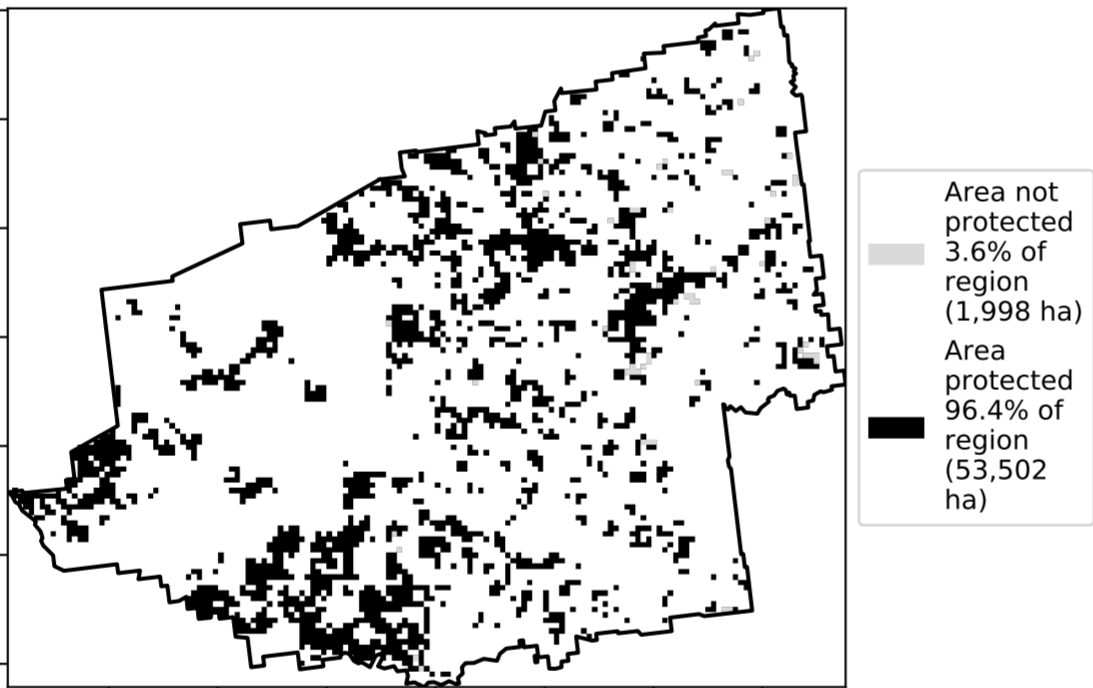 Area not
protected
3.6% of
region
(1,998 ha)
Area
protected
96.4% of
region
(53,502
ha)